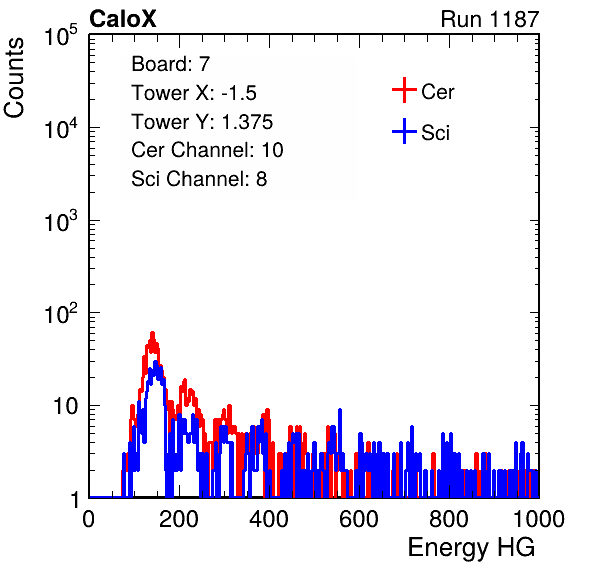 CaloX Run 1187
Counts
10^5
10^4
10^3
10^2
10
1
Board: 7
Tower X: -1.5
Tower Y: 1.375
Cer Channel: 10
Sci Channel: 8
Cer
Sci
0 200 400 600 800 1000
Energy HG